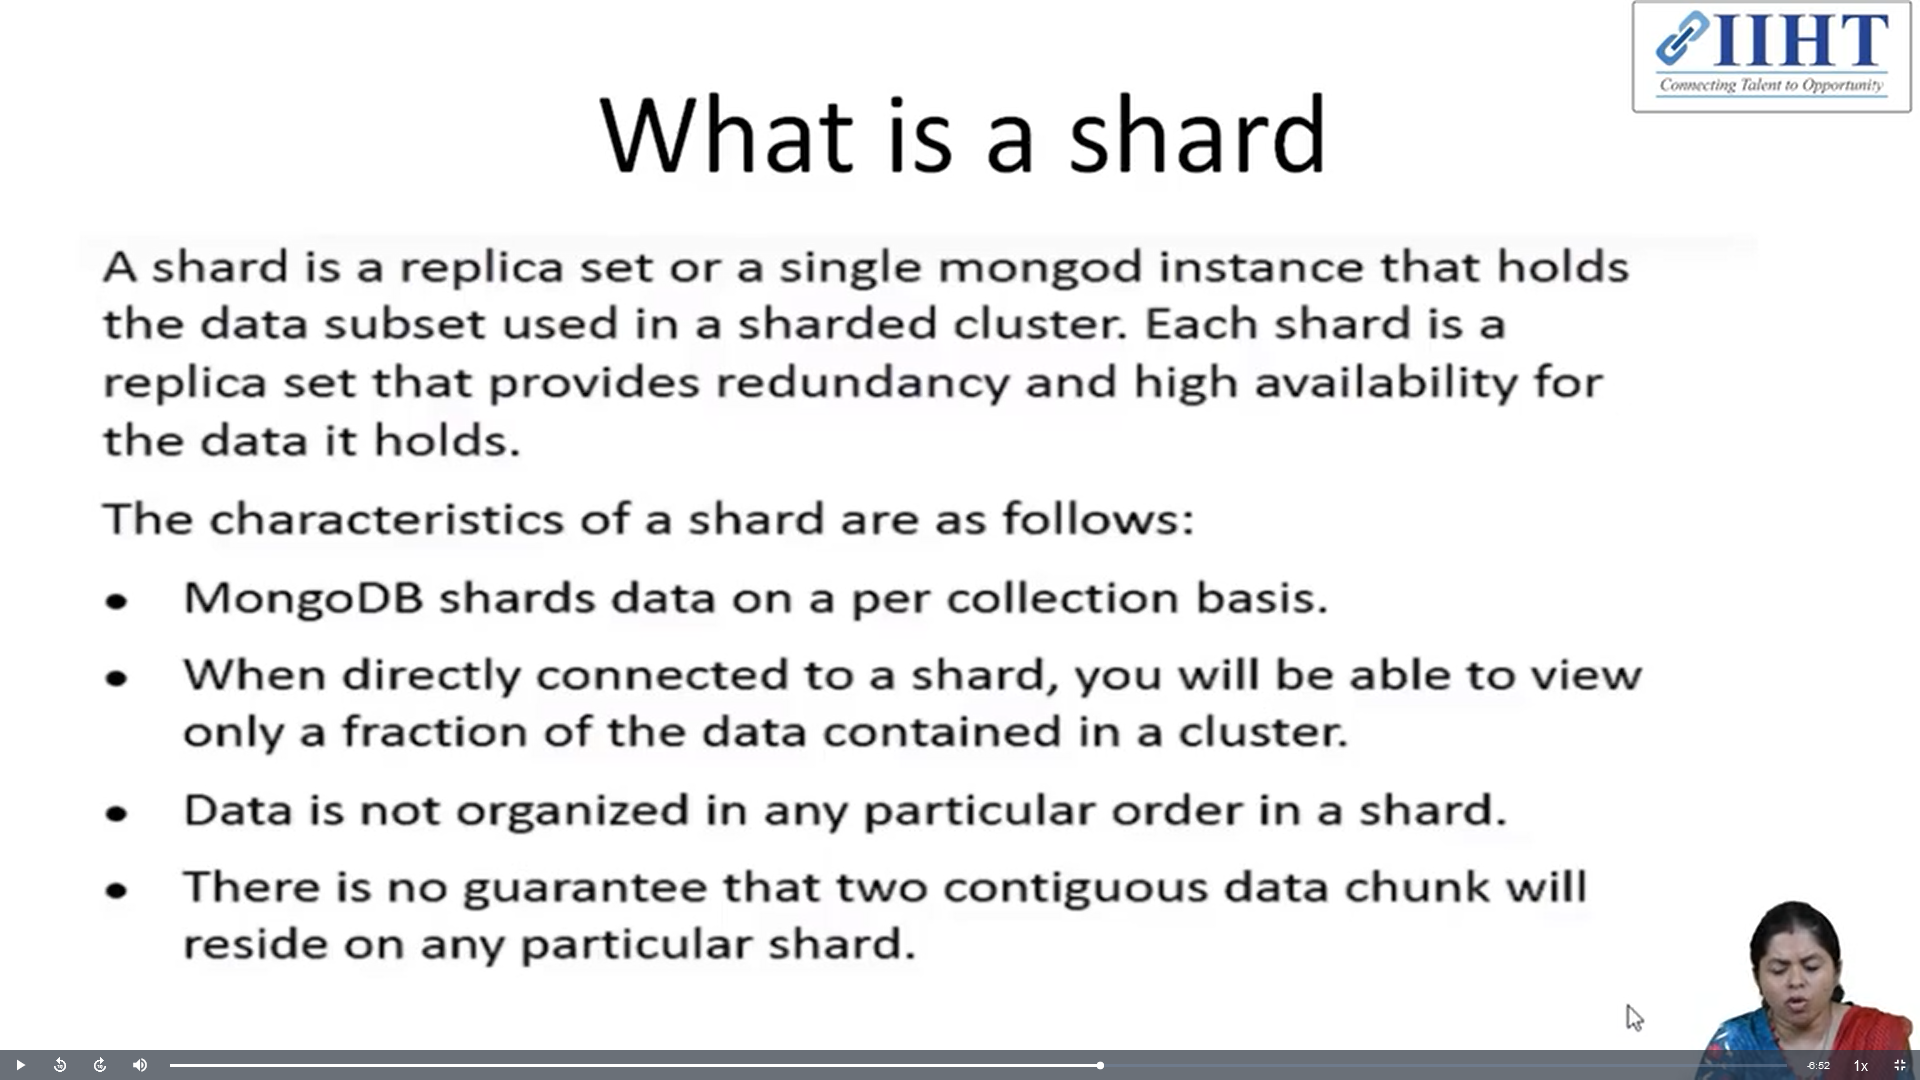 IIHT
Connecting Talent to Opportunity
What is a shard
A shard is a replica set or a single mongod instance that holds
the data subset used in a sharded cluster. Each shard is a
replica set that provides redundancy and high availability for
the data it holds.
The characteristics of a shard are as follows:
• MongoDB shards data on a per collection basis.
• When directly connected to a shard, you will be able to view
only a fraction of the data contained in a cluster.
• Data is not organized in any particular order in a shard.
• There is no guarantee that two contiguous data chunk will
reside on any particular shard.
-6:52
1x